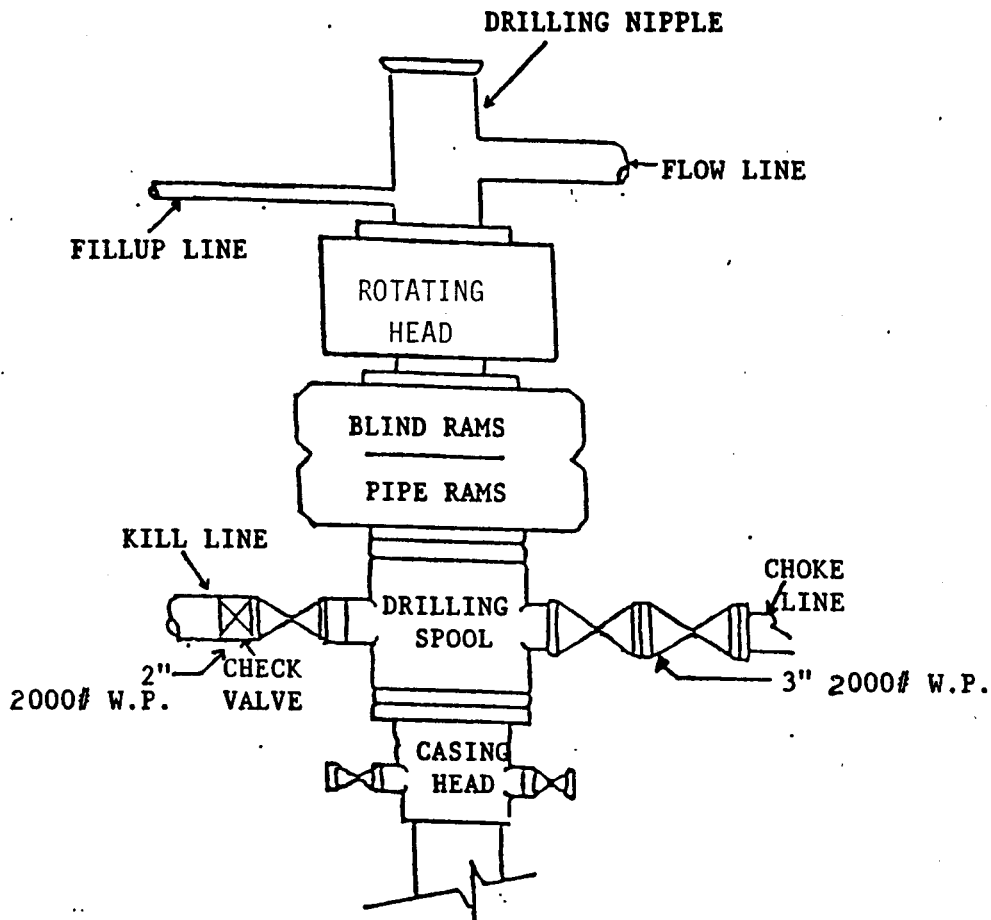 DRILLING NIPPLE
FLOW LINE
FILLUP LINE
ROTATING
HEAD
BLIND RAMS
PIPE RAMS
KILL LINE
CHOKE
LINE
DRILLING
SPOOL
2"
2000# W.P.
CHECK
VALVE
3" 2000# W.P.
CASING
HEAD